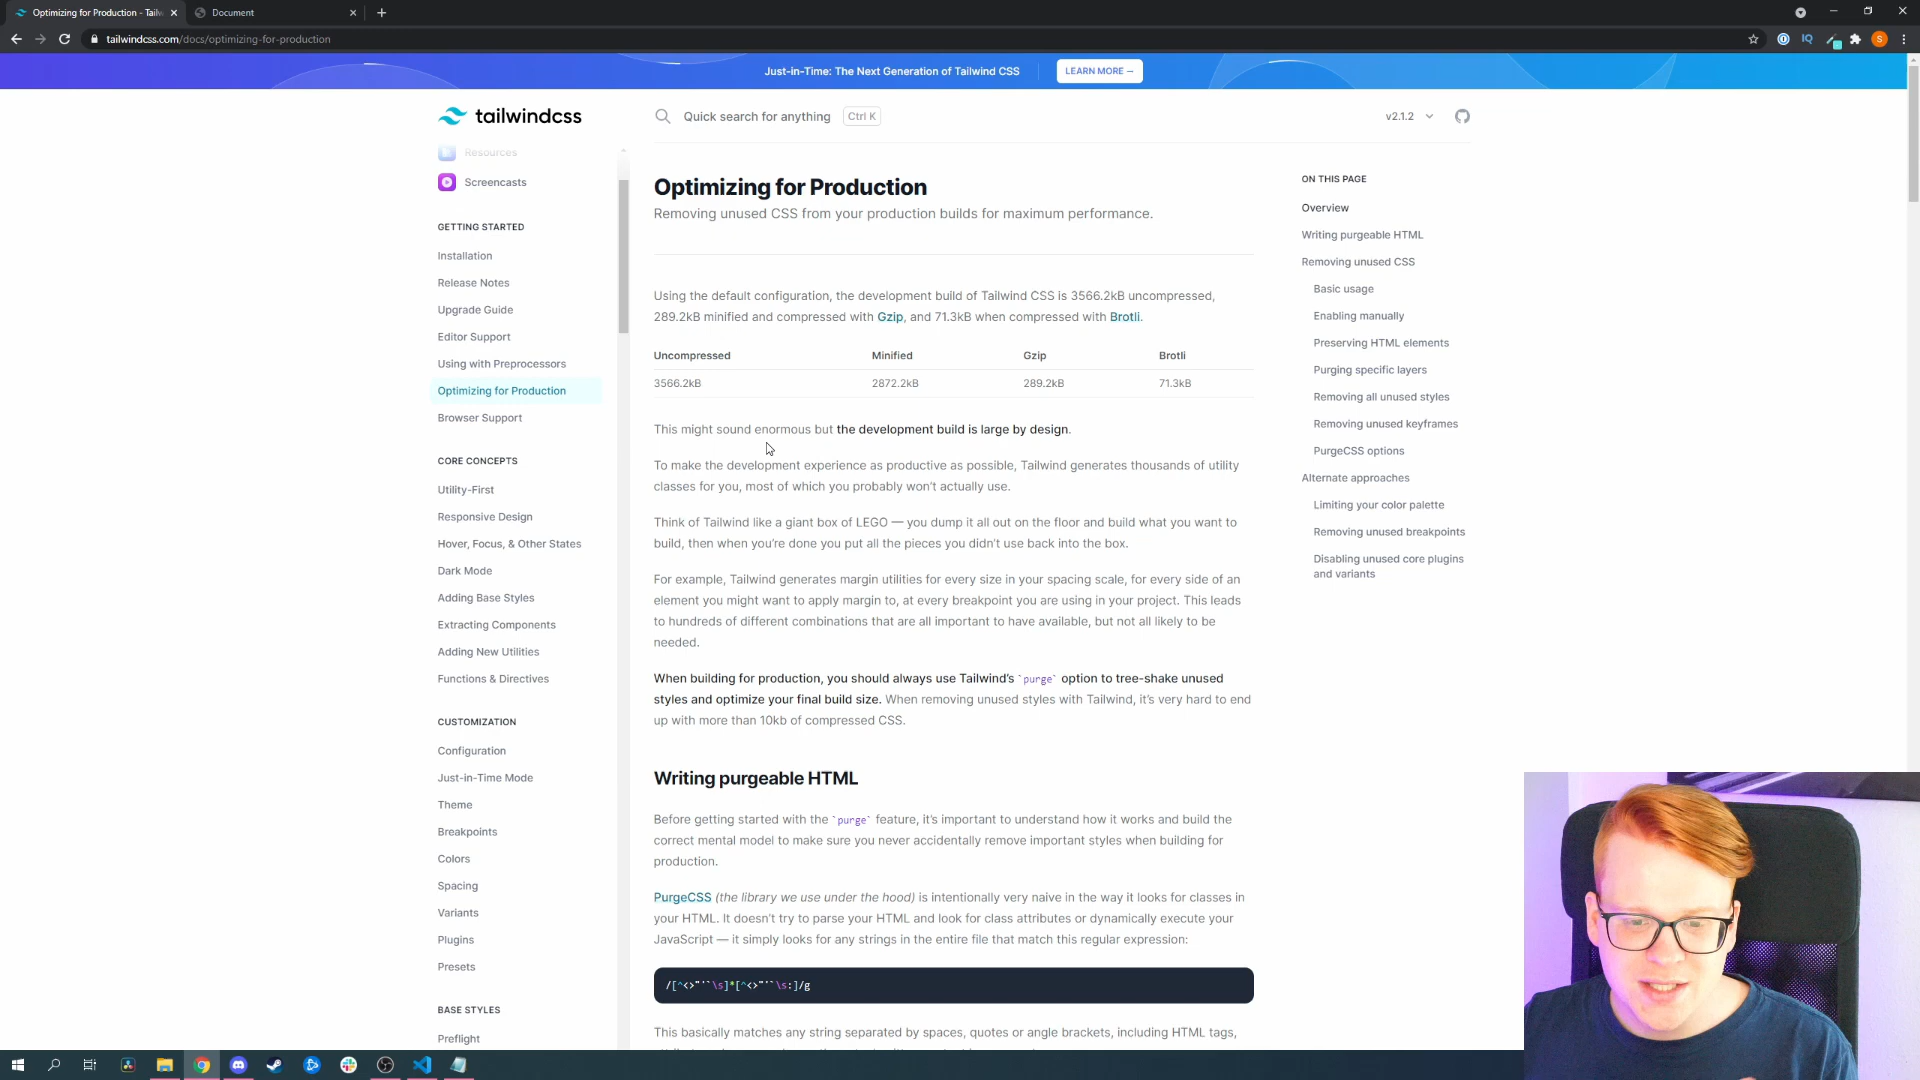 Optimizing for Production - Tailw
Document
tailwindcss.com/docs/optimizing-for-production
IQ
S
Just-in-Time: The Next Generation of Tailwind CSS
LEARN MORE →
tailwindcss
Quick search for anything
Ctrl K
v2.1.2
Resources
Screencasts
GETTING STARTED
Installation
Release Notes
Upgrade Guide
Editor Support
Using with Preprocessors
Optimizing for Production
Browser Support
CORE CONCEPTS
Utility-First
Responsive Design
Hover, Focus, & Other States
Dark Mode
Adding Base Styles
Extracting Components
Adding New Utilities
Functions & Directives
CUSTOMIZATION
Configuration
Just-in-Time Mode
Theme
Breakpoints
Colors
Spacing
Variants
Plugins
Presets
BASE STYLES
Preflight
Optimizing for Production
Removing unused CSS from your production builds for maximum performance.
Using the default configuration, the development build of Tailwind CSS is 3566.2kB uncompressed,
289.2kB minified and compressed with Gzip, and 71.3kB when compressed with Brotli.
Uncompressed Minified Gzip Brotli
3566.2kB 2872.2kB 289.2kB 71.3kB
This might sound enormous but the development build is large by design.
To make the development experience as productive as possible, Tailwind generates thousands of utility
classes for you, most of which you probably won't actually use.
Think of Tailwind like a giant box of LEGO — you dump it all out on the floor and build what you want to
build, then when you're done you put all the pieces you didn't use back into the box.
For example, Tailwind generates margin utilities for every size in your spacing scale, for every side of an
element you might want to apply margin to, at every breakpoint you are using in your project. This leads
to hundreds of different combinations that are all important to have available, but not all likely to be
needed.
When building for production, you should always use Tailwind's `purge` option to tree-shake unused
styles and optimize your final build size. When removing unused styles with Tailwind, it's very hard to end
up with more than 10kb of compressed CSS.
Writing purgeable HTML
Before getting started with the `purge` feature, it's important to understand how it works and build the
correct mental model to make sure you never accidentally remove important styles when building for
production.
PurgeCSS (the library we use under the hood) is intentionally very naive in the way it looks for classes in
your HTML. It doesn't try to parse your HTML and look for class attributes or dynamically execute your
JavaScript — it simply looks for any strings in the entire file that match this regular expression:
/[^<>"'`\s]*[^<>"'`\s:]/g
This basically matches any string separated by spaces, quotes or angle brackets, including HTML tags,
ON THIS PAGE
Overview
Writing purgeable HTML
Removing unused CSS
Basic usage
Enabling manually
Preserving HTML elements
Purging specific layers
Removing all unused styles
Removing unused keyframes
PurgeCSS options
Alternate approaches
Limiting your color palette
Removing unused breakpoints
Disabling unused core plugins
and variants